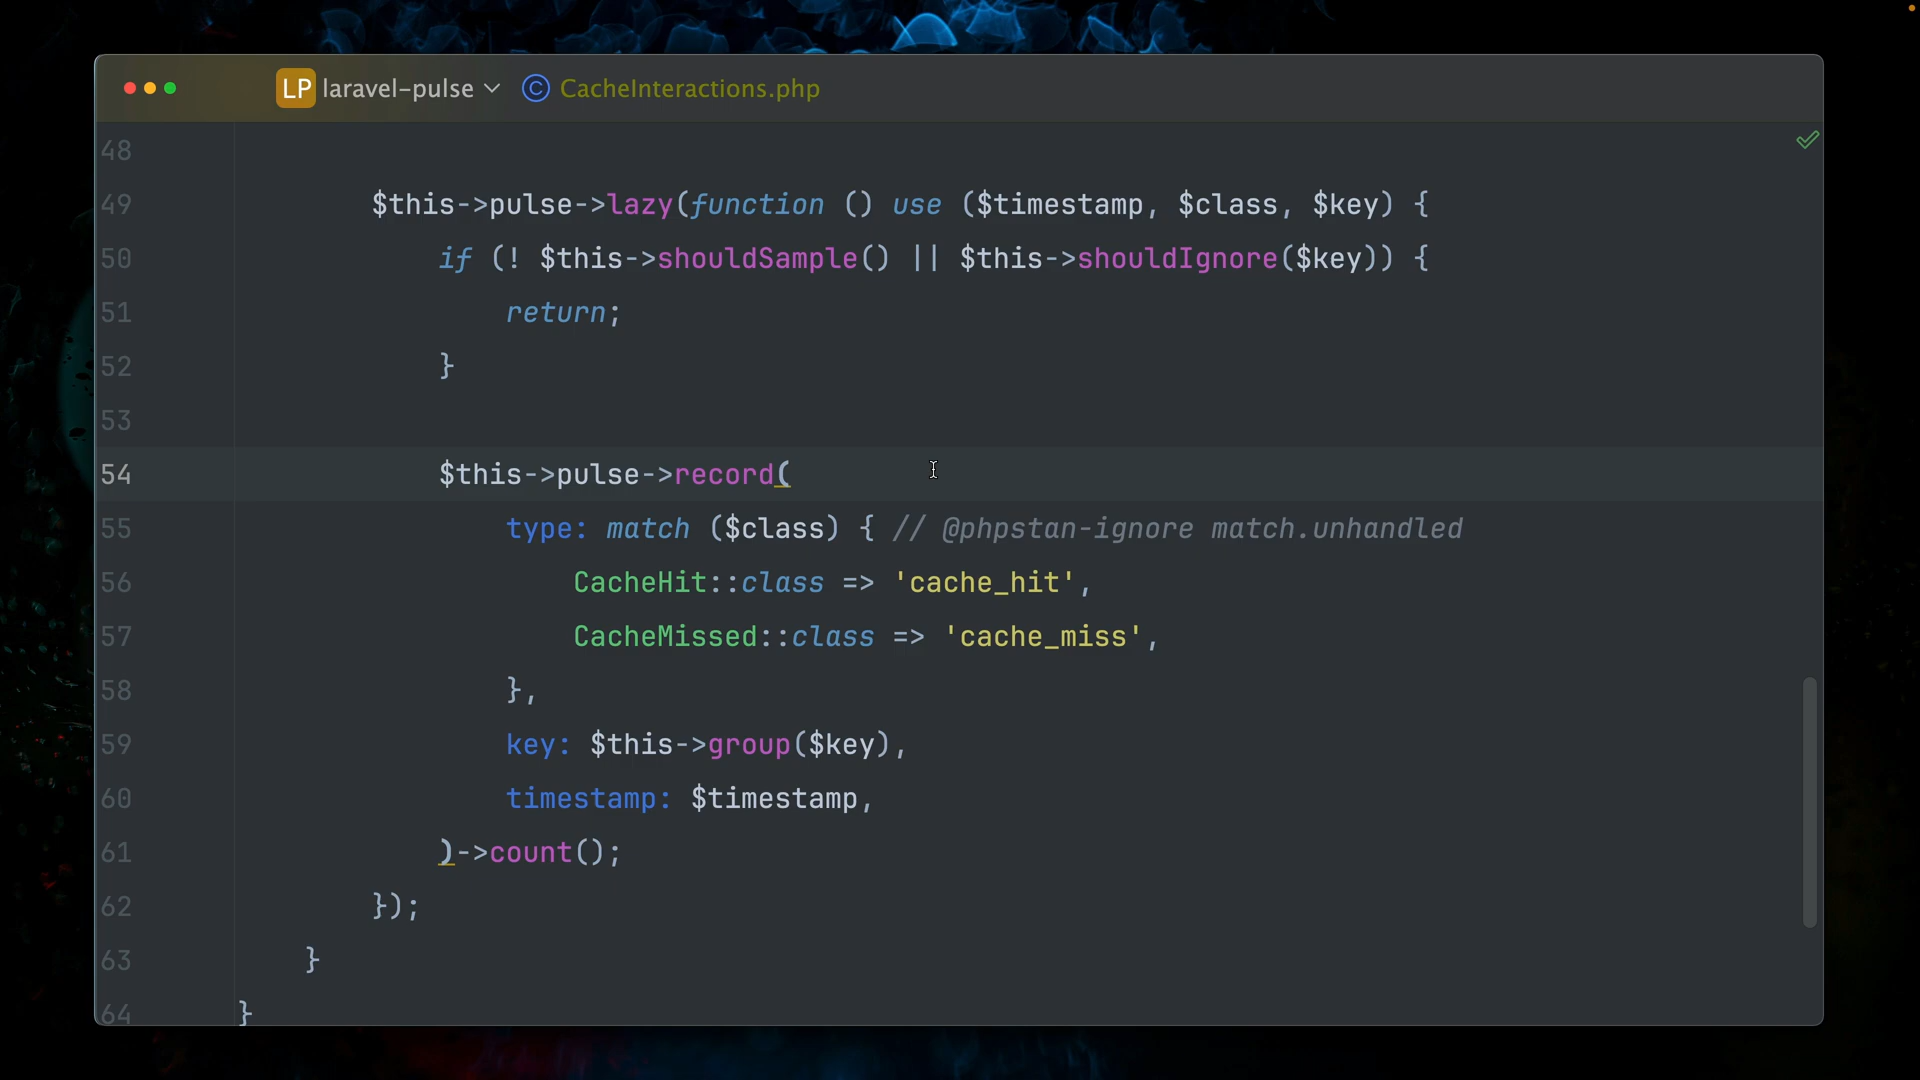 LP laravel-pulse CacheInteractions.php
48
49 $this->pulse->lazy(function () use ($timestamp, $class, $key) {
50 if (! $this->shouldSample() || $this->shouldIgnore($key)) {
51 return;
52 }
53
54 $this->pulse->record(
55 type: match ($class) { // @phpstan-ignore match.unhandled
56 CacheHit::class => 'cache_hit',
57 CacheMissed::class => 'cache_miss',
58 },
59 key: $this->group($key),
60 timestamp: $timestamp,
61 )->count();
62 });
63 }
64 }